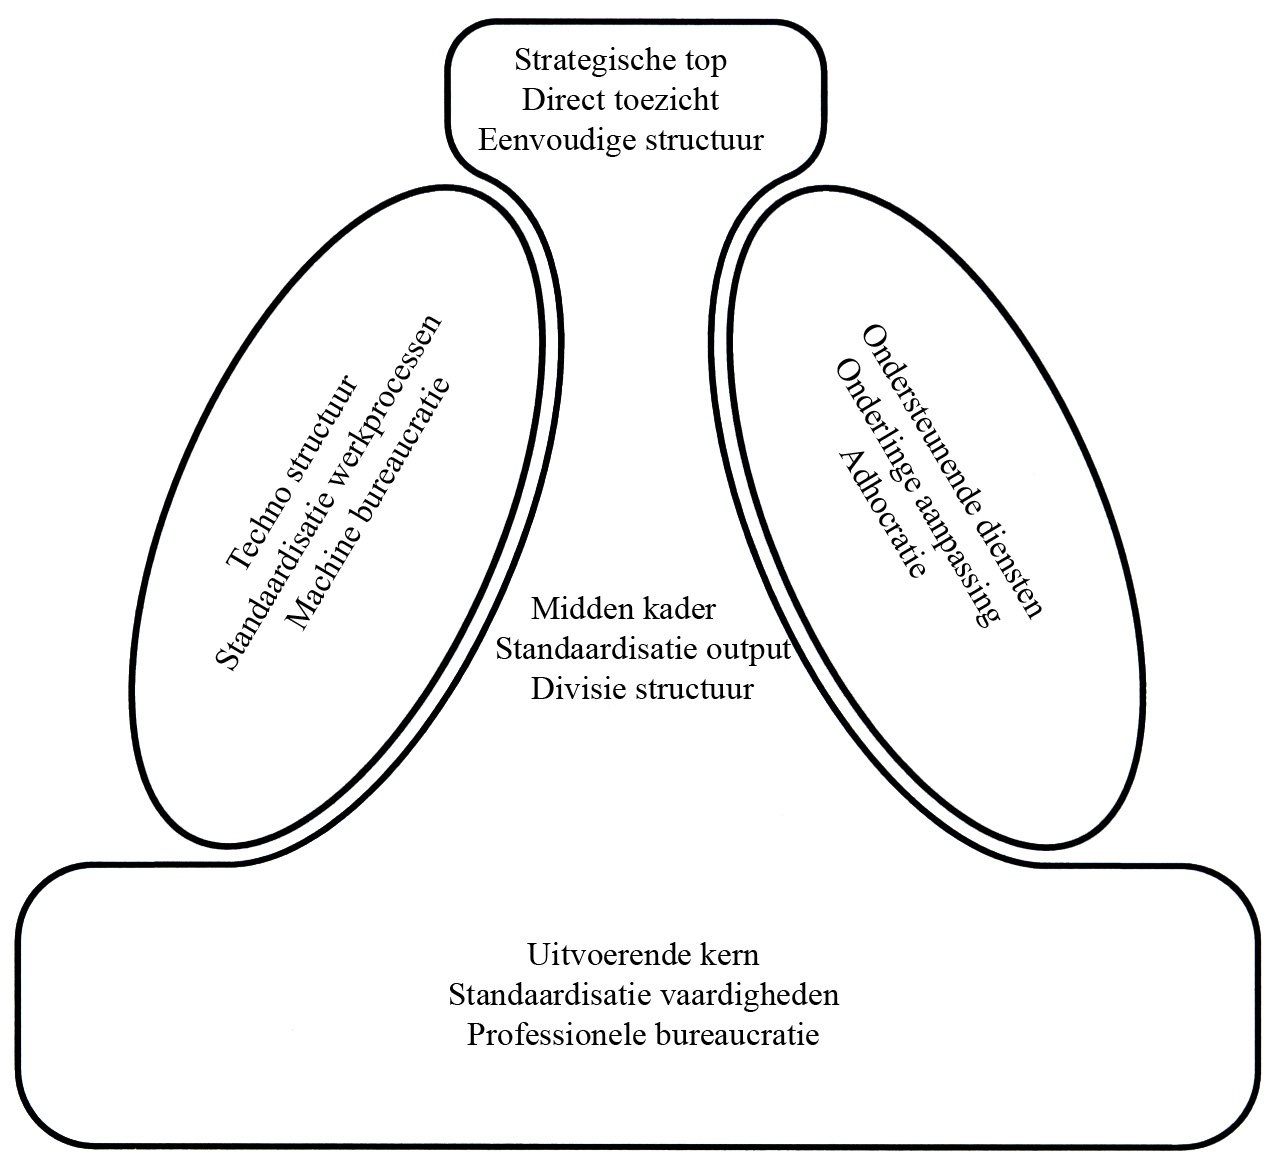 Strategische top
Direct toezicht
Eenvoudige structuur
Techno structuur
Standaardisatie werkprocessen
Machine bureaucratie
Ondersteunende diensten
Onderlinge aanpassing
Adhocratie
Midden kader
Standaardisatie output
Divisie structuur
Uitvoerende kern
Standaardisatie vaardigheden
Professionele bureaucratie